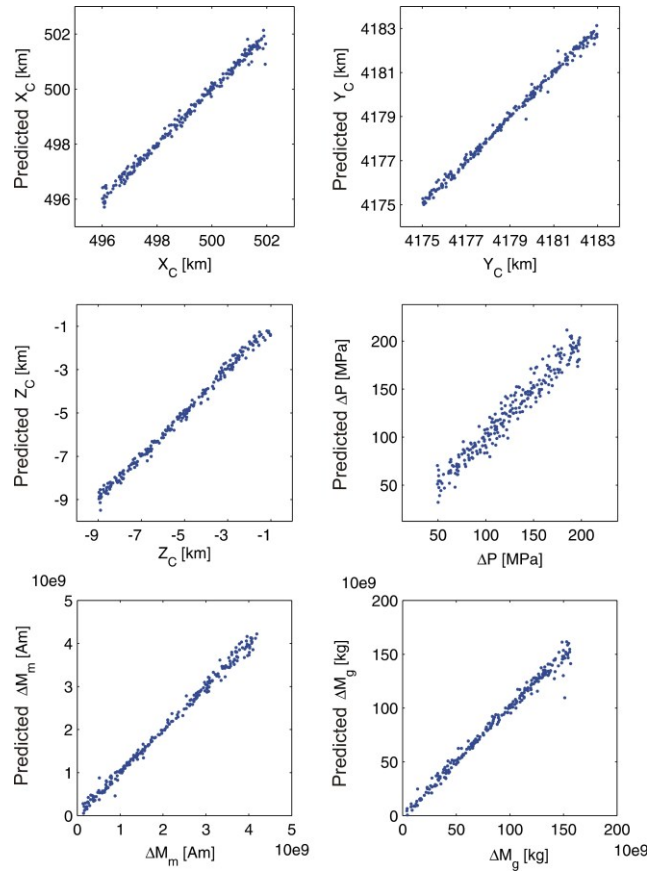 502
500
498
496
Predicted X_C [km]
496 498 500 502
X_C [km]
4183
4181
4179
4177
4175
Predicted Y_C [km]
4175 4177 4179 4181 4183
Y_C [km]
-1
-3
-5
-7
-9
Predicted Z_C [km]
-9 -7 -5 -3 -1
Z_C [km]
200
150
100
50
Predicted ΔP [MPa]
50 100 150 200
ΔP [MPa]
10e9
5
4
3
2
1
0
Predicted ΔM_m [Am]
0 1 2 3 4 5
ΔM_m [Am]
10e9
10e9
200
150
100
50
0
Predicted ΔM_g [kg]
0 50 100 150 200
ΔM_g [kg]
10e9